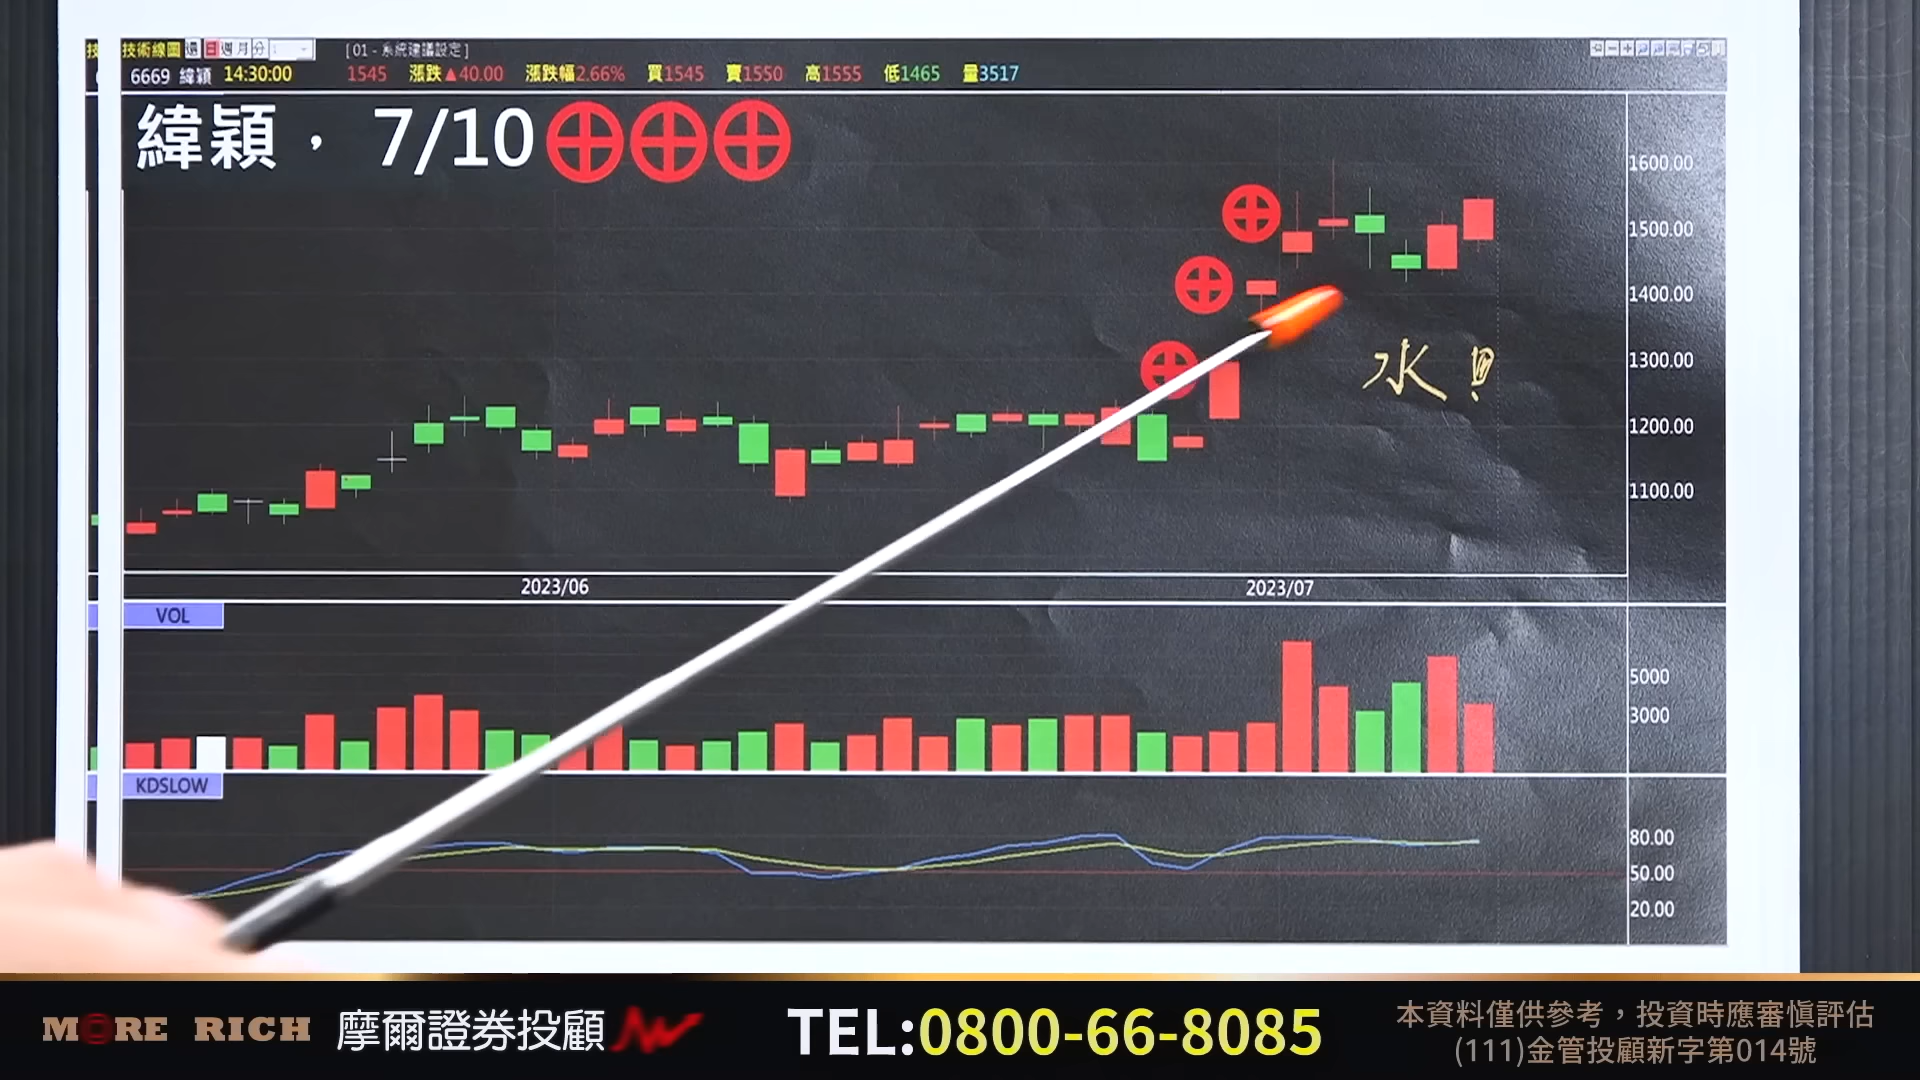 技術線圖 還 日 週 月 分 [ 01 - 系統建議設定 ]
6669 緯穎 14:30:00 1545 漲跌▲40.00 漲跌幅2.66% 買1545 賣1550 高1555 低1465 量3517
緯穎，7/10
1600.00
1500.00
1400.00
1300.00
水
1200.00
1100.00
2023/06 2023/07
VOL
5000
3000
KDSLOW
80.00
50.00
20.00
MORE RICH 摩爾證券投顧 TEL:0800-66-8085
本資料僅供參考，投資時應審慎評估
(111)金管投顧新字第014號